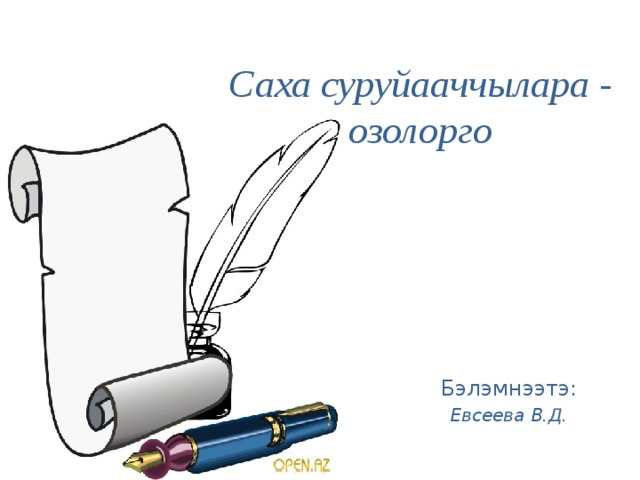 Саха суруйааччылара -
озолорго
Бэлэмнээтэ:
Евсеева В.Д.
OPEN.AZ